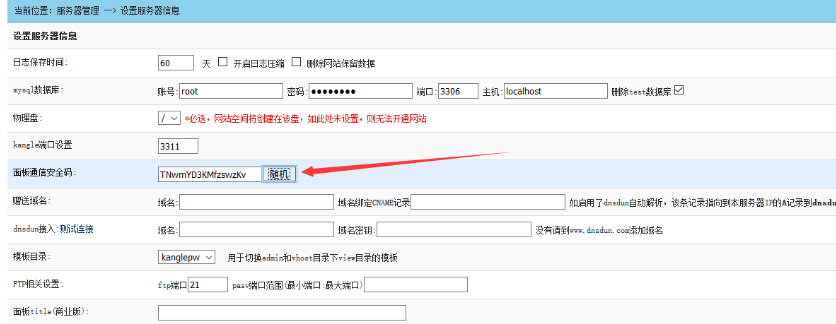 当前位置: 服务器管理 --> 设置服务器信息
设置服务器信息
日志保存时间: 60 天 开启日志压缩 删除网站保留数据
mysql数据库: 账号: root 密码: ●●●●●●●● 端口: 3306 主机: localhost 删除test数据库
物理盘: / *必选, 网站空间将创建在该盘, 如此处未设置, 则无法开通网站
kangle端口设置 3311
面板通信安全码: TNwmYD3KMfzswzKv 随机
赠送域名: 域名: 域名绑定CNAME记录 如启用了dnsdun自动解析, 该条记录指向到本服务器IP的A记录到dnsdu
dnsdun接入:测试连接 域名: 域名密钥: 没有请到www.dnsdun.com添加域名
模板目录: kanglepw 用于切换admin和vhost目录下view目录的模板
FTP相关设置: ftp端口 21 pasv端口范围(最小端口:最大端口)
面板title(商业版):